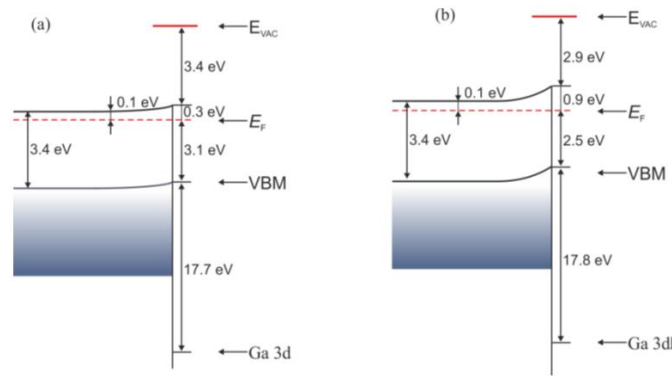 (a)
E_VAC
3.4 eV
0.1 eV
0.3 eV
E_F
3.4 eV
3.1 eV
VBM
17.7 eV
Ga 3d
(b)
E_VAC
2.9 eV
0.1 eV
0.9 eV
E_F
3.4 eV
2.5 eV
VBM
17.8 eV
Ga 3d